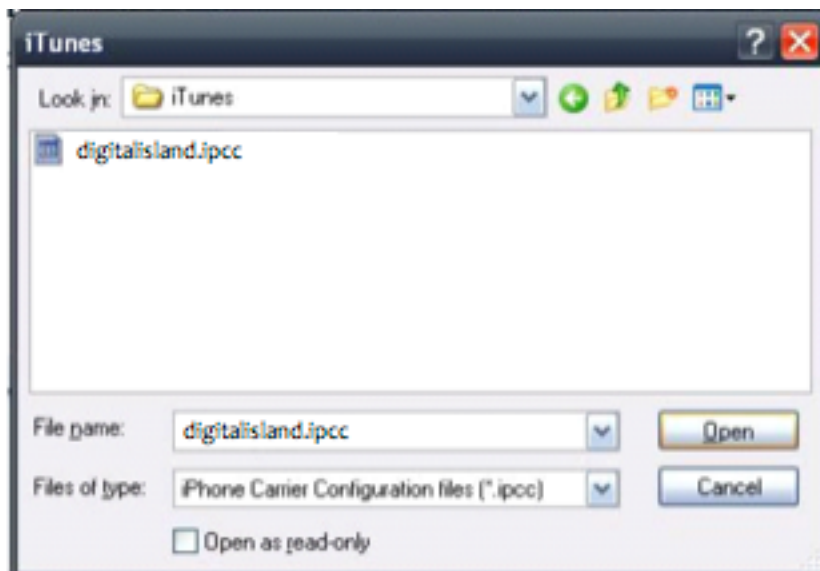 iTunes
Look in: iTunes
digitalisland.ipcc
File name: digitalisland.ipcc Open
Files of type: iPhone Carrier Configuration files (*.ipcc) Cancel
Open as read-only